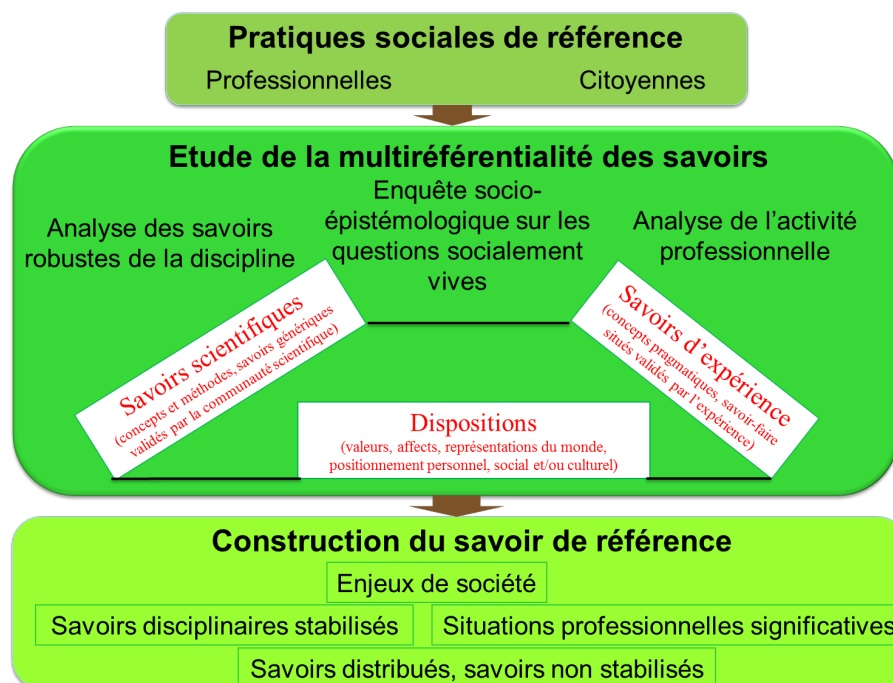 Pratiques sociales de référence
Professionnelles Citoyennes
Etude de la multiréférentialité des savoirs
Analyse des savoirs
robustes de la discipline
Enquête socio-
épistémologique sur les
questions socialement
vives
Analyse de l’activité
professionnelle
Savoirs scientifiques
(concepts et méthodes, savoirs génériques
validés par la communauté scientifique)
Savoirs d’expérience
(concepts pragmatiques, savoir-faire
situés validés par l’expérience)
Dispositions
(valeurs, affects, représentations du monde,
positionnement personnel, social et/ou culturel)
Construction du savoir de référence
Enjeux de société
Savoirs disciplinaires stabilisés
Situations professionnelles significatives
Savoirs distribués, savoirs non stabilisés